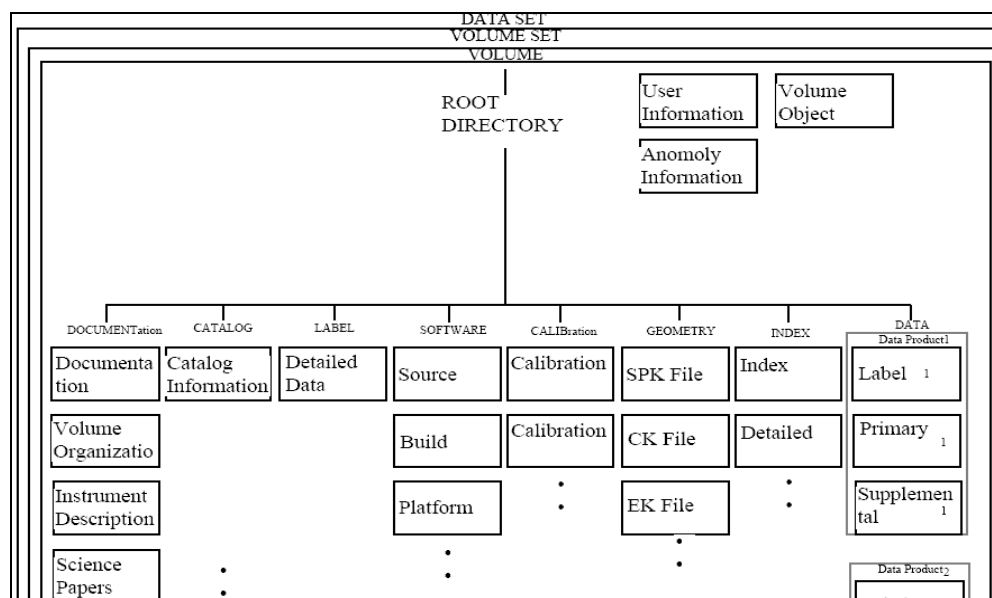 DATA SET
VOLUME SET
VOLUME
ROOT
DIRECTORY
User
Information
Volume
Object
Anomoly
Information
DOCUMENTation
CATALOG
LABEL
SOFTWARE
CALIBration
GEOMETRY
INDEX
DATA
Data Product1
Documenta
tion
Catalog
Information
Detailed
Data
Source
Calibration
SPK File
Index
Label 1
Volume
Organizatio
Build
Calibration
CK File
Detailed
Primary 1
Instrument
Description
Platform
EK File
Supplemen
tal 1
Science
Papers
Data Product2